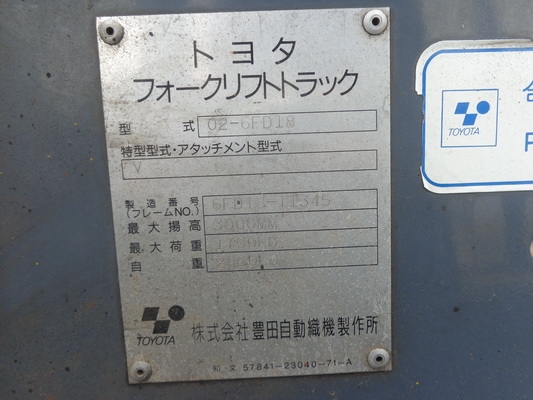 トヨタ
フォークリフトトラック
型 式 02-6FD18
特型型式・アタッチメント型式
V
製造番号
(フレームNO.)
最大揚高 3000MM
最大荷重
自 重
TOYOTA 株式会社 豊田自動織機製作所
和文 57841-23040-71-A
TOYOTA